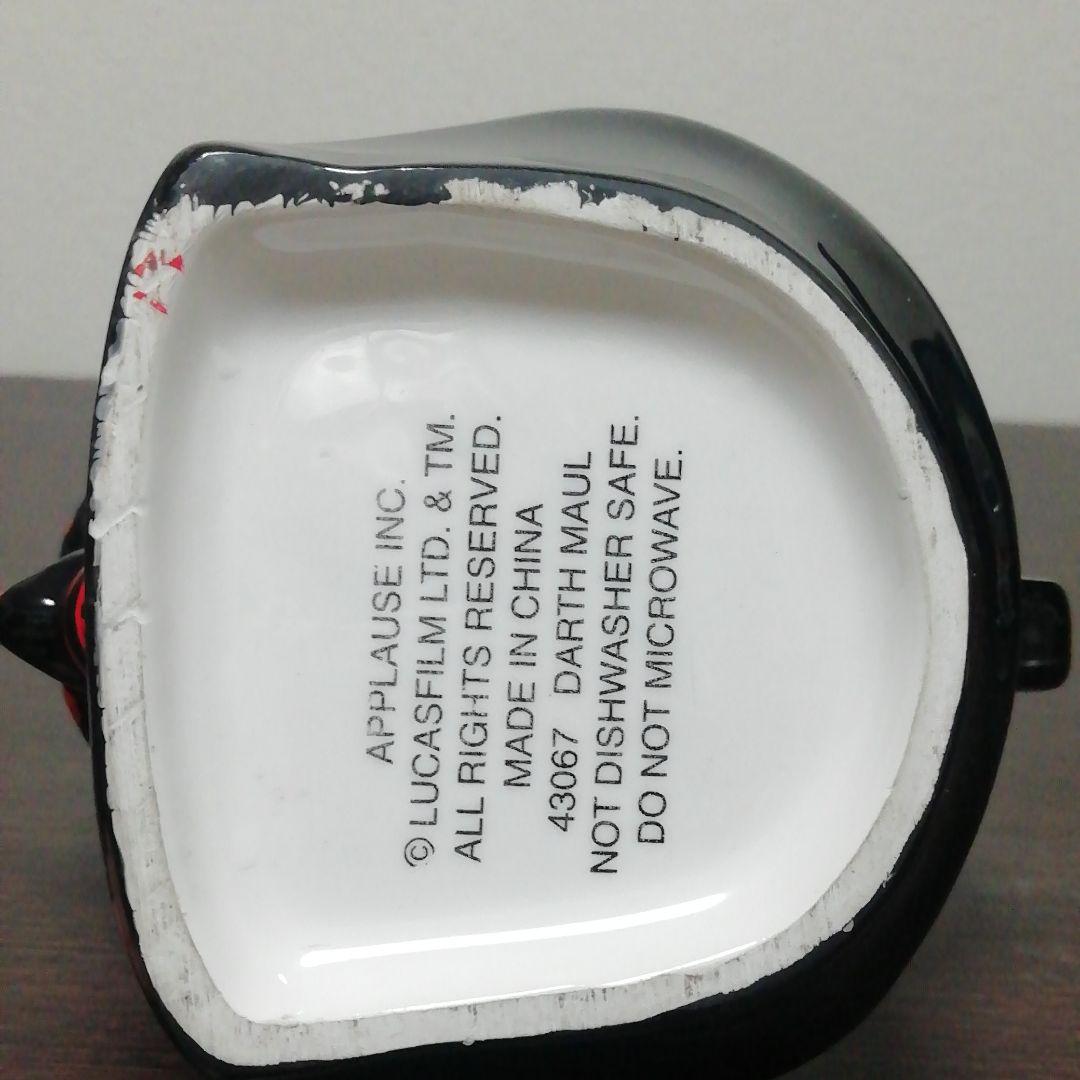 APPLAUSE INC.
© LUCASFILM LTD. & TM.
ALL RIGHTS RESERVED.
MADE IN CHINA
43067 DARTH MAUL
NOT DISHWASHER SAFE.
DO NOT MICROWAVE.